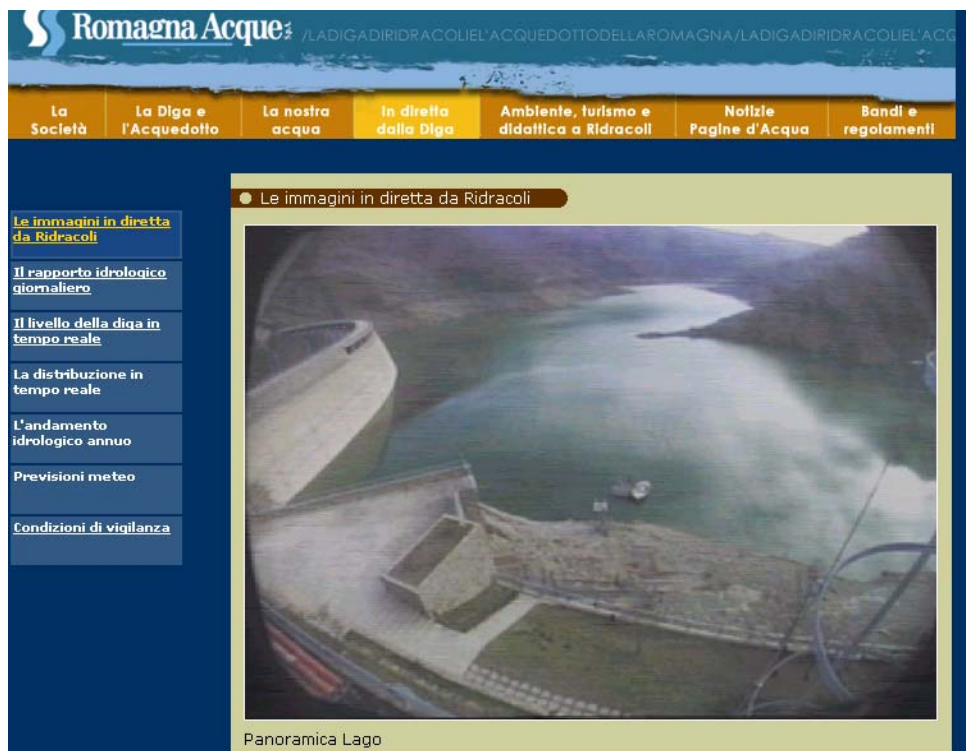 Romagna Acque
/LADIGADIRIDRACOLIEL'ACQUEDOTTODELLAROMAGNA/LADIGADIRIDRACOLIEL'ACQ
La Società
La Diga e l'Acquedotto
La nostra acqua
In diretta dalla Diga
Ambiente, turismo e didattica a Ridracoli
Notizie Pagine d'Acqua
Bandi e regolamenti
Le immagini in diretta da Ridracoli
Le immagini in diretta
da Ridracoli
Il rapporto idrologico
giornaliero
Il livello della diga in
tempo reale
La distribuzione in
tempo reale
L'andamento
idrologico annuo
Previsioni meteo
Condizioni di vigilanza
Panoramica Lago